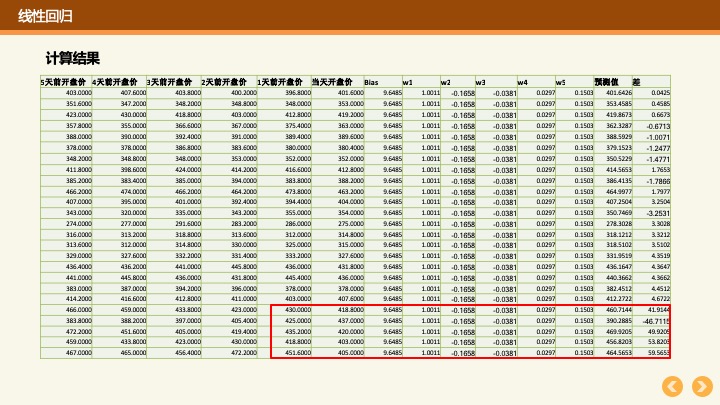 线性回归
计算结果
5天前开盘价 4天前开盘价 3天前开盘价 2天前开盘价 1天前开盘价 当天开盘价 Bias w1 w2 w3 w4 w5 预测值 差
403.0000 407.6000 403.8000 400.2000 396.8000 401.6000 9.6485 1.0011 -0.1658 -0.0381 0.0297 0.1503 401.6426 0.0425
351.6000 347.2000 348.2000 348.8000 348.0000 353.0000 9.6485 1.0011 -0.1658 -0.0381 0.0297 0.1503 353.4585 0.4585
423.0000 430.0000 418.8000 403.0000 412.8000 419.2000 9.6485 1.0011 -0.1658 -0.0381 0.0297 0.1503 419.8673 0.6673
357.8000 355.0000 366.6000 367.0000 375.4000 363.0000 9.6485 1.0011 -0.1658 -0.0381 0.0297 0.1503 362.3287 -0.6713
388.0000 390.0000 392.4000 391.0000 389.4000 389.6000 9.6485 1.0011 -0.1658 -0.0381 0.0297 0.1503 388.5929 -1.0071
378.0000 378.0000 386.8000 383.6000 380.0000 380.4000 9.6485 1.0011 -0.1658 -0.0381 0.0297 0.1503 379.1523 -1.2477
348.2000 348.8000 348.0000 353.0000 352.0000 352.0000 9.6485 1.0011 -0.1658 -0.0381 0.0297 0.1503 350.5229 -1.4771
411.8000 398.6000 424.0000 414.2000 416.6000 412.8000 9.6485 1.0011 -0.1658 -0.0381 0.0297 0.1503 414.5653 1.7653
385.2000 383.4000 385.0000 394.0000 383.8000 388.2000 9.6485 1.0011 -0.1658 -0.0381 0.0297 0.1503 386.4135 -1.7866
466.2000 474.0000 466.2000 464.2000 473.8000 463.2000 9.6485 1.0011 -0.1658 -0.0381 0.0297 0.1503 464.9977 1.7977
407.0000 395.0000 401.0000 392.4000 394.4000 404.0000 9.6485 1.0011 -0.1658 -0.0381 0.0297 0.1503 407.2504 3.2504
343.0000 320.0000 335.0000 343.2000 355.0000 354.0000 9.6485 1.0011 -0.1658 -0.0381 0.0297 0.1503 350.7469 -3.2531
274.0000 277.0000 291.6000 283.2000 286.0000 275.0000 9.6485 1.0011 -0.1658 -0.0381 0.0297 0.1503 278.3028 3.3028
318.0000 313.2000 318.8000 313.6000 312.0000 314.8000 9.6485 1.0011 -0.1658 -0.0381 0.0297 0.1503 318.1212 3.3212
313.6000 312.0000 314.8000 330.0000 325.0000 315.0000 9.6485 1.0011 -0.1658 -0.0381 0.0297 0.1503 318.5102 3.5102
329.0000 327.6000 332.2000 331.4000 333.2000 327.6000 9.6485 1.0011 -0.1658 -0.0381 0.0297 0.1503 331.9519 4.3519
436.4000 436.2000 441.0000 445.8000 436.0000 431.8000 9.6485 1.0011 -0.1658 -0.0381 0.0297 0.1503 436.1647 4.3647
441.0000 445.8000 436.0000 431.8000 445.4000 436.0000 9.6485 1.0011 -0.1658 -0.0381 0.0297 0.1503 440.3662 4.3662
383.0000 387.0000 394.2000 396.0000 378.0000 378.0000 9.6485 1.0011 -0.1658 -0.0381 0.0297 0.1503 382.4512 4.4512
414.2000 416.6000 412.8000 411.0000 403.0000 407.6000 9.6485 1.0011 -0.1658 -0.0381 0.0297 0.1503 412.2722 4.6722
466.0000 459.0000 433.8000 423.0000 430.0000 418.8000 9.6485 1.0011 -0.1658 -0.0381 0.0297 0.1503 460.7144 41.9144
383.8000 388.2000 397.0000 405.4000 425.0000 437.0000 9.6485 1.0011 -0.1658 -0.0381 0.0297 0.1503 390.2885 -46.7115
472.2000 451.6000 405.0000 419.4000 435.2000 420.0000 9.6485 1.0011 -0.1658 -0.0381 0.0297 0.1503 469.9205 49.9205
459.0000 433.8000 423.0000 430.0000 418.8000 403.0000 9.6485 1.0011 -0.1658 -0.0381 0.0297 0.1503 456.8203 53.8203
467.0000 465.0000 456.4000 472.2000 451.6000 405.0000 9.6485 1.0011 -0.1658 -0.0381 0.0297 0.1503 464.5653 59.5653